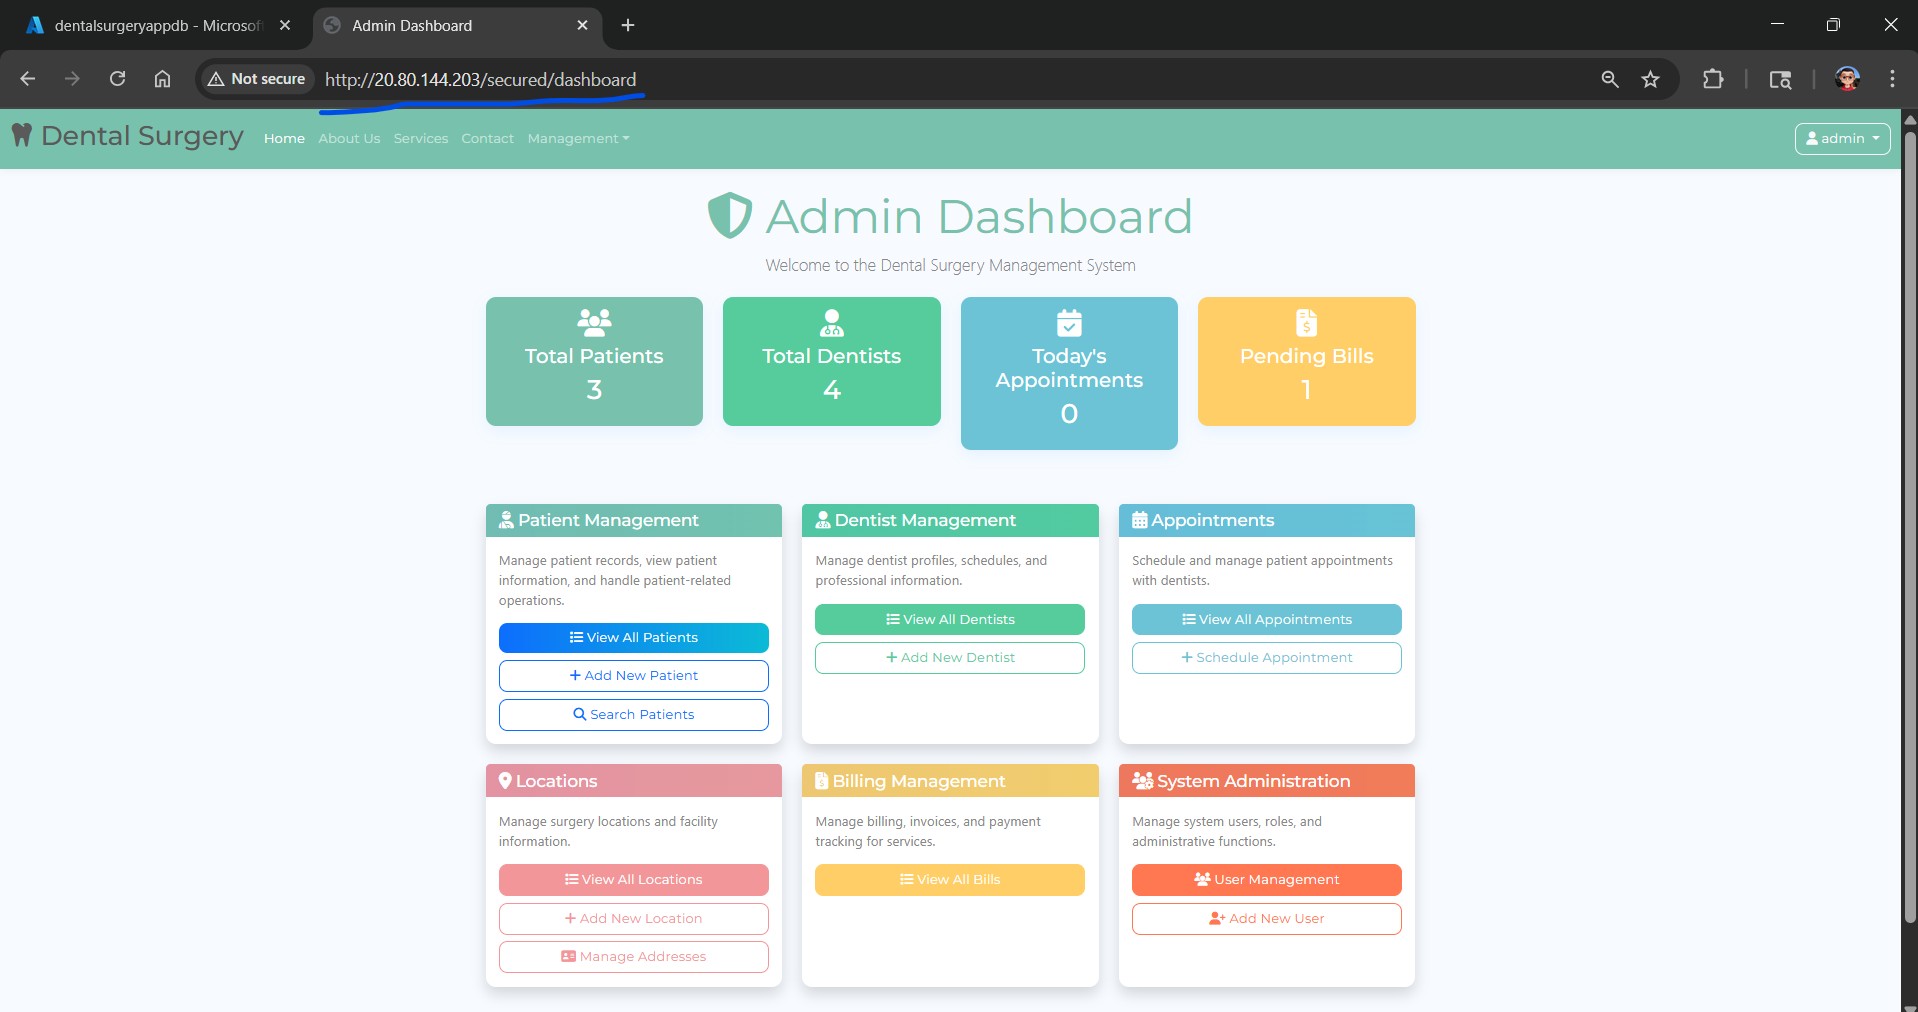 dentalsurgeryappdb - Microsof
Admin Dashboard
Not secure
http://20.80.144.203/secured/dashboard
Dental Surgery
Home
About Us
Services
Contact
Management
admin
Admin Dashboard
Welcome to the Dental Surgery Management System
Total Patients
3
Total Dentists
4
Today's
Appointments
0
Pending Bills
1
Patient Management
Manage patient records, view patient
information, and handle patient-related
operations.
View All Patients
+ Add New Patient
Search Patients
Dentist Management
Manage dentist profiles, schedules, and
professional information.
View All Dentists
+ Add New Dentist
Appointments
Schedule and manage patient appointments
with dentists.
View All Appointments
+ Schedule Appointment
Locations
Manage surgery locations and facility
information.
View All Locations
+ Add New Location
Manage Addresses
Billing Management
Manage billing, invoices, and payment
tracking for services.
View All Bills
System Administration
Manage system users, roles, and
administrative functions.
User Management
Add New User